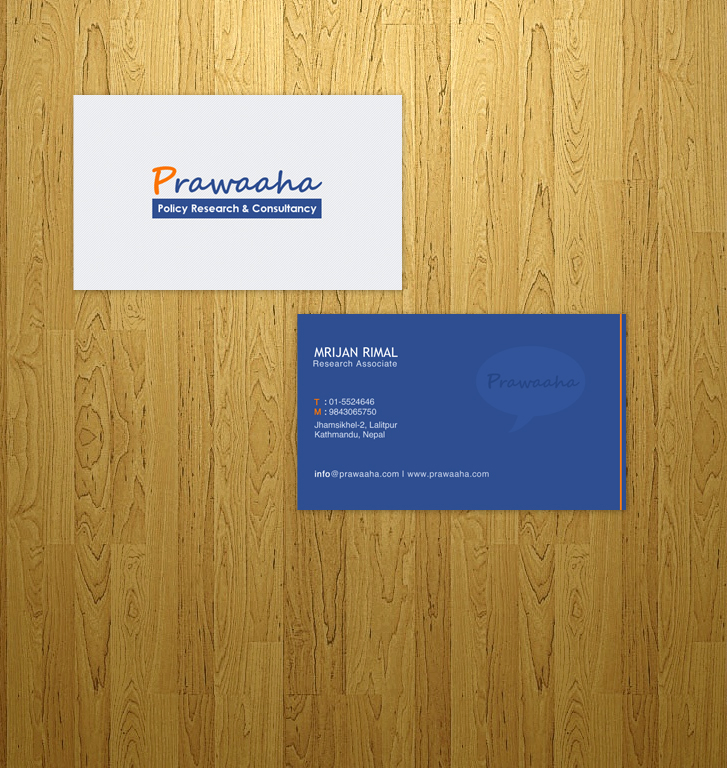 Prawaaha
Policy Research & Consultancy
MRIJAN RIMAL
Research Associate
Prawaaha
T : 01-5524646
M : 9843065750
Jhamsikhel-2, Lalitpur
Kathmandu, Nepal
info@prawaaha.com | www.prawaaha.com